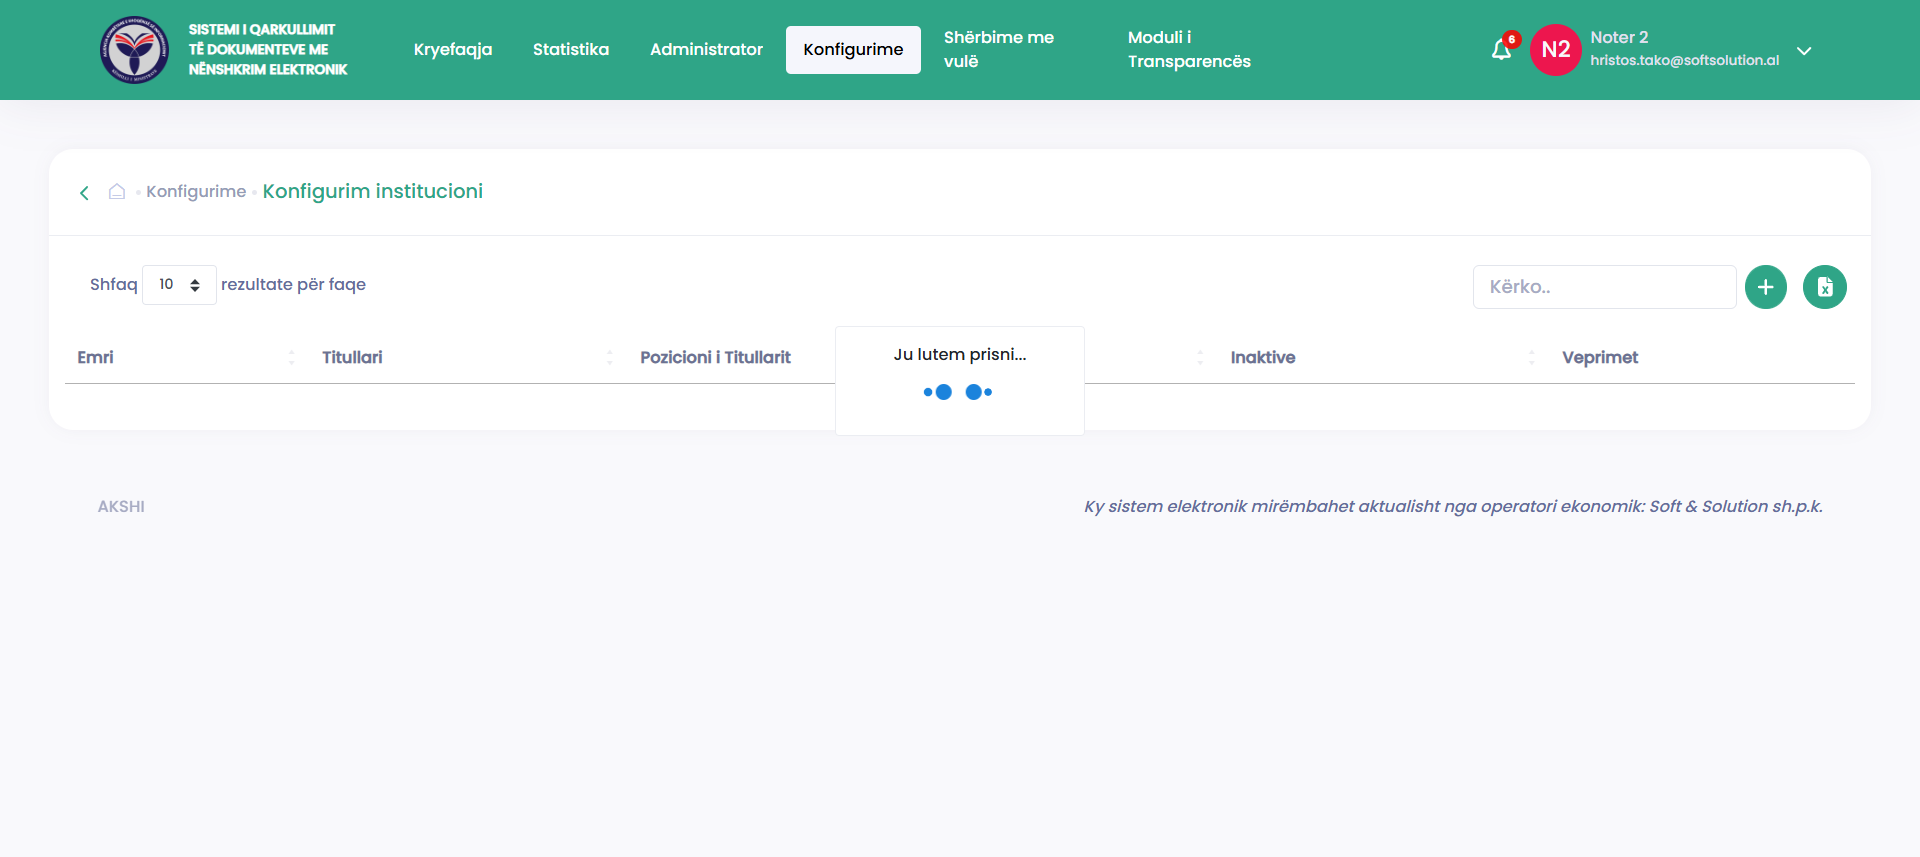 SISTEMI I QARKULLIMIT
TË DOKUMENTEVE ME
NËNSHKRIM ELEKTRONIK
Kryefaqja
Statistika
Administrator
Konfigurime
Shërbime me
vulë
Moduli i
Transparencës
6
N2
Noter 2
hristos.tako@softsolution.al
Konfigurime
Konfigurim institucioni
Shfaq 10 rezultate për faqe
Kërko..
Emri
Titullari
Pozicioni i Titullarit
Inaktive
Veprimet
Ju lutem prisni...
AKSHI
Ky sistem elektronik mirëmbahet aktualisht nga operatori ekonomik: Soft & Solution sh.p.k.